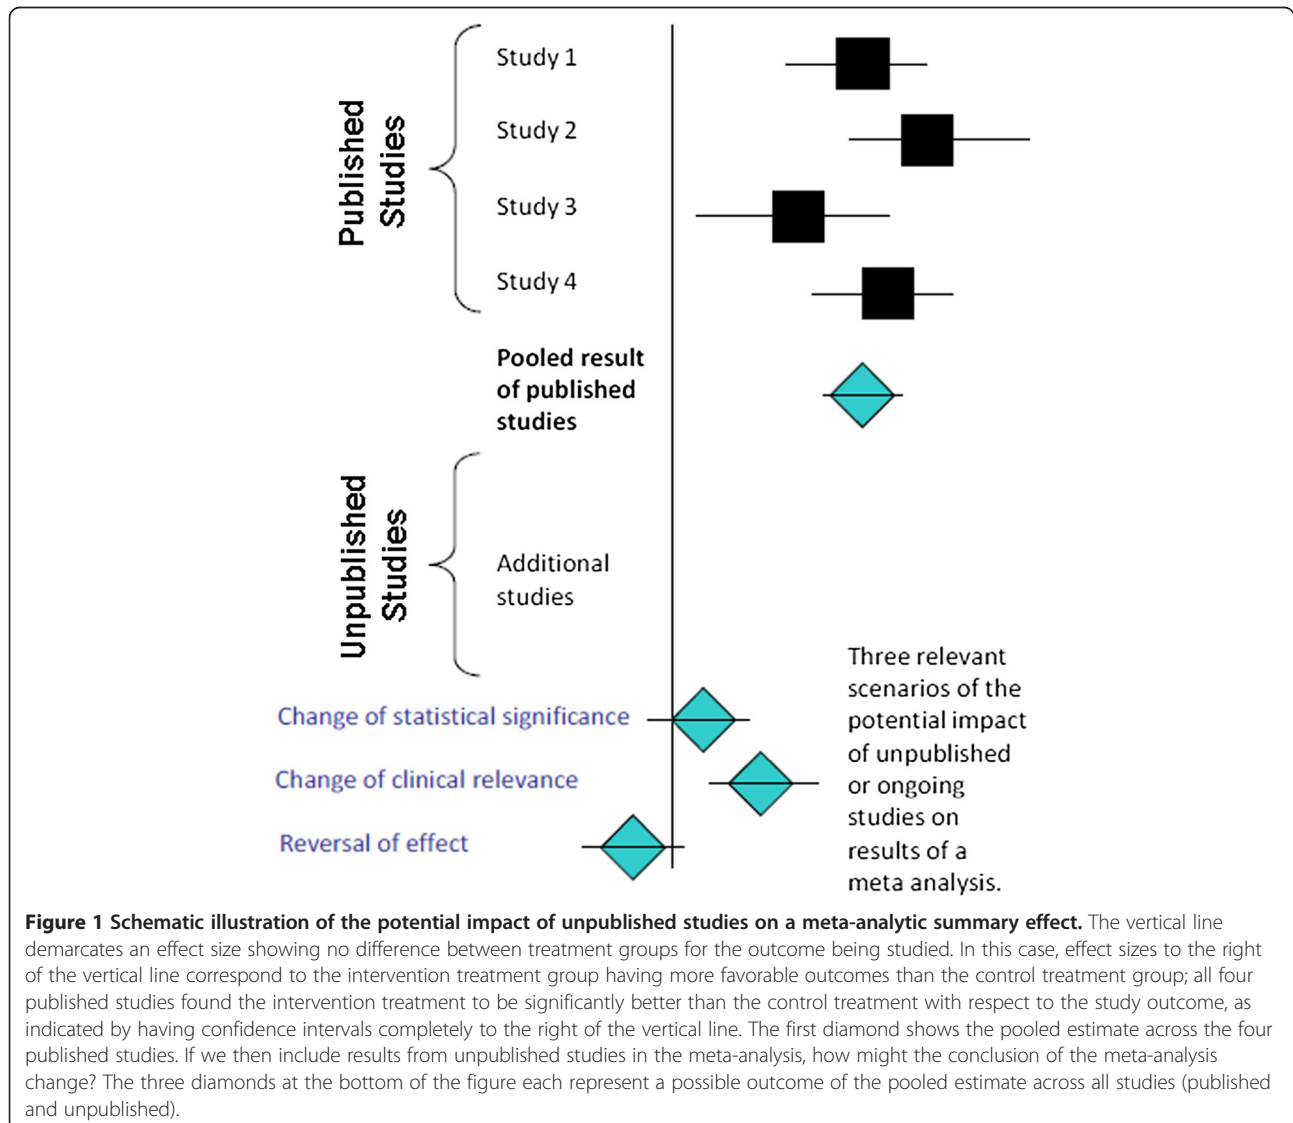 Published
Studies
Study 1
Study 2
Study 3
Study 4
Pooled result
of published
studies
Unpublished
Studies
Additional
studies
Change of statistical significance
Change of clinical relevance
Reversal of effect
Three relevant
scenarios of the
potential impact
of unpublished
or ongoing
studies on
results of a
meta analysis.
Figure 1 Schematic illustration of the potential impact of unpublished studies on a meta-analytic summary effect. The vertical line
demarcates an effect size showing no difference between treatment groups for the outcome being studied. In this case, effect sizes to the right
of the vertical line correspond to the intervention treatment group having more favorable outcomes than the control treatment group; all four
published studies found the intervention treatment to be significantly better than the control treatment with respect to the study outcome, as
indicated by having confidence intervals completely to the right of the vertical line. The first diamond shows the pooled estimate across the four
published studies. If we then include results from unpublished studies in the meta-analysis, how might the conclusion of the meta-analysis
change? The three diamonds at the bottom of the figure each represent a possible outcome of the pooled estimate across all studies (published
and unpublished).